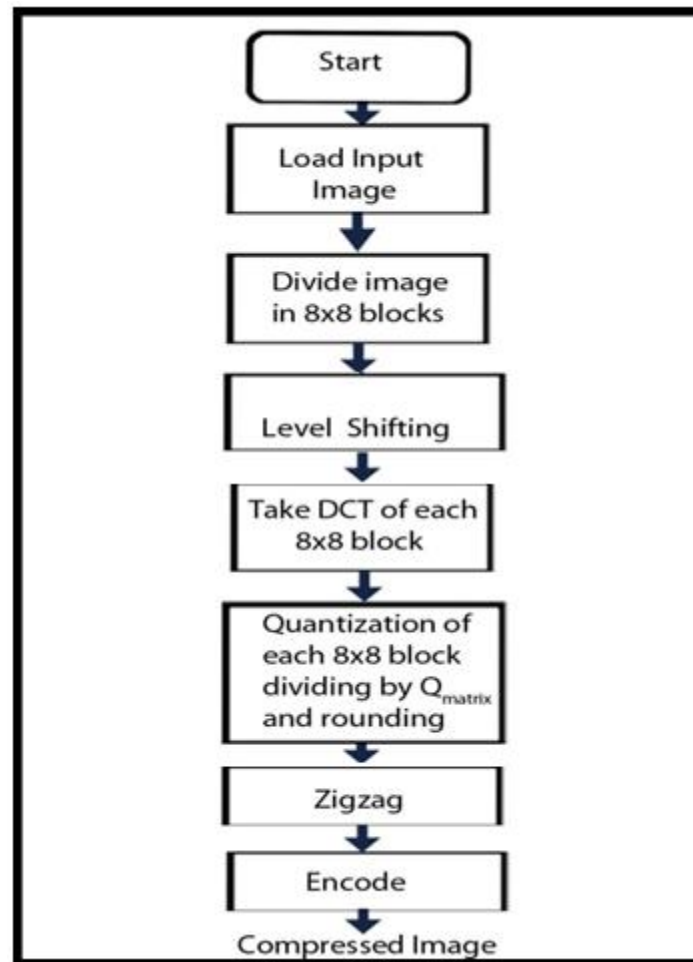 Start
Load Input
Image
Divide image
in 8x8 blocks
Level Shifting
Take DCT of each
8x8 block
Quantization of
each 8x8 block
dividing by Qmatrix
and rounding
Zigzag
Encode
Compressed Image